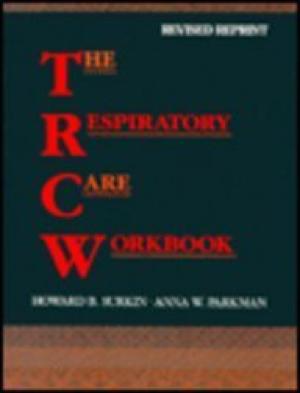 REVISED REPRINT
THE
RESPIRATORY
CARE
WORKBOOK
HOWARD B. SURKIN · ANNA W. PARKMAN